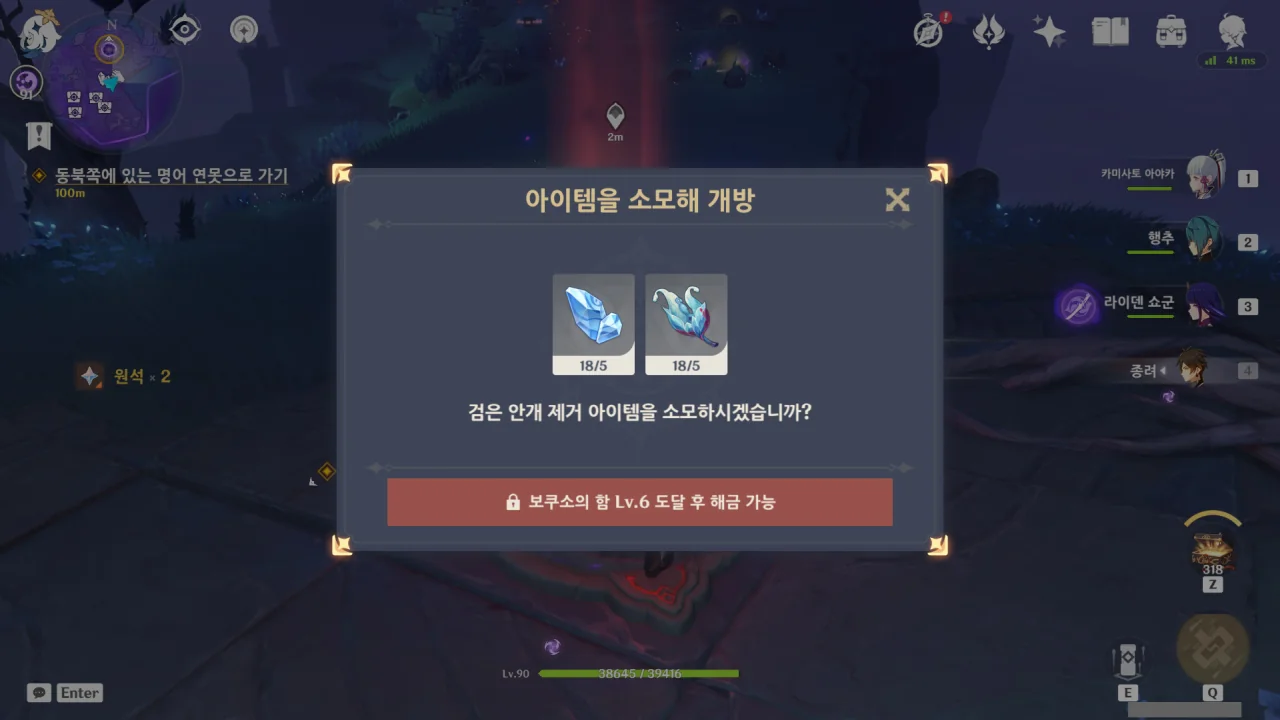 N
41 ms
91
2m
동북쪽에 있는 명어 연못으로 가기
100m
카미사토 아야카
1
행추
2
라이덴 쇼군
3
종려
4
원석 × 2
아이템을 소모해 개방
18/5
18/5
검은 안개 제거 아이템을 소모하시겠습니까?
보쿠소의 함 Lv.6 도달 후 해금 가능
318
Z
Lv.90
38645 / 39416
Enter
E
Q